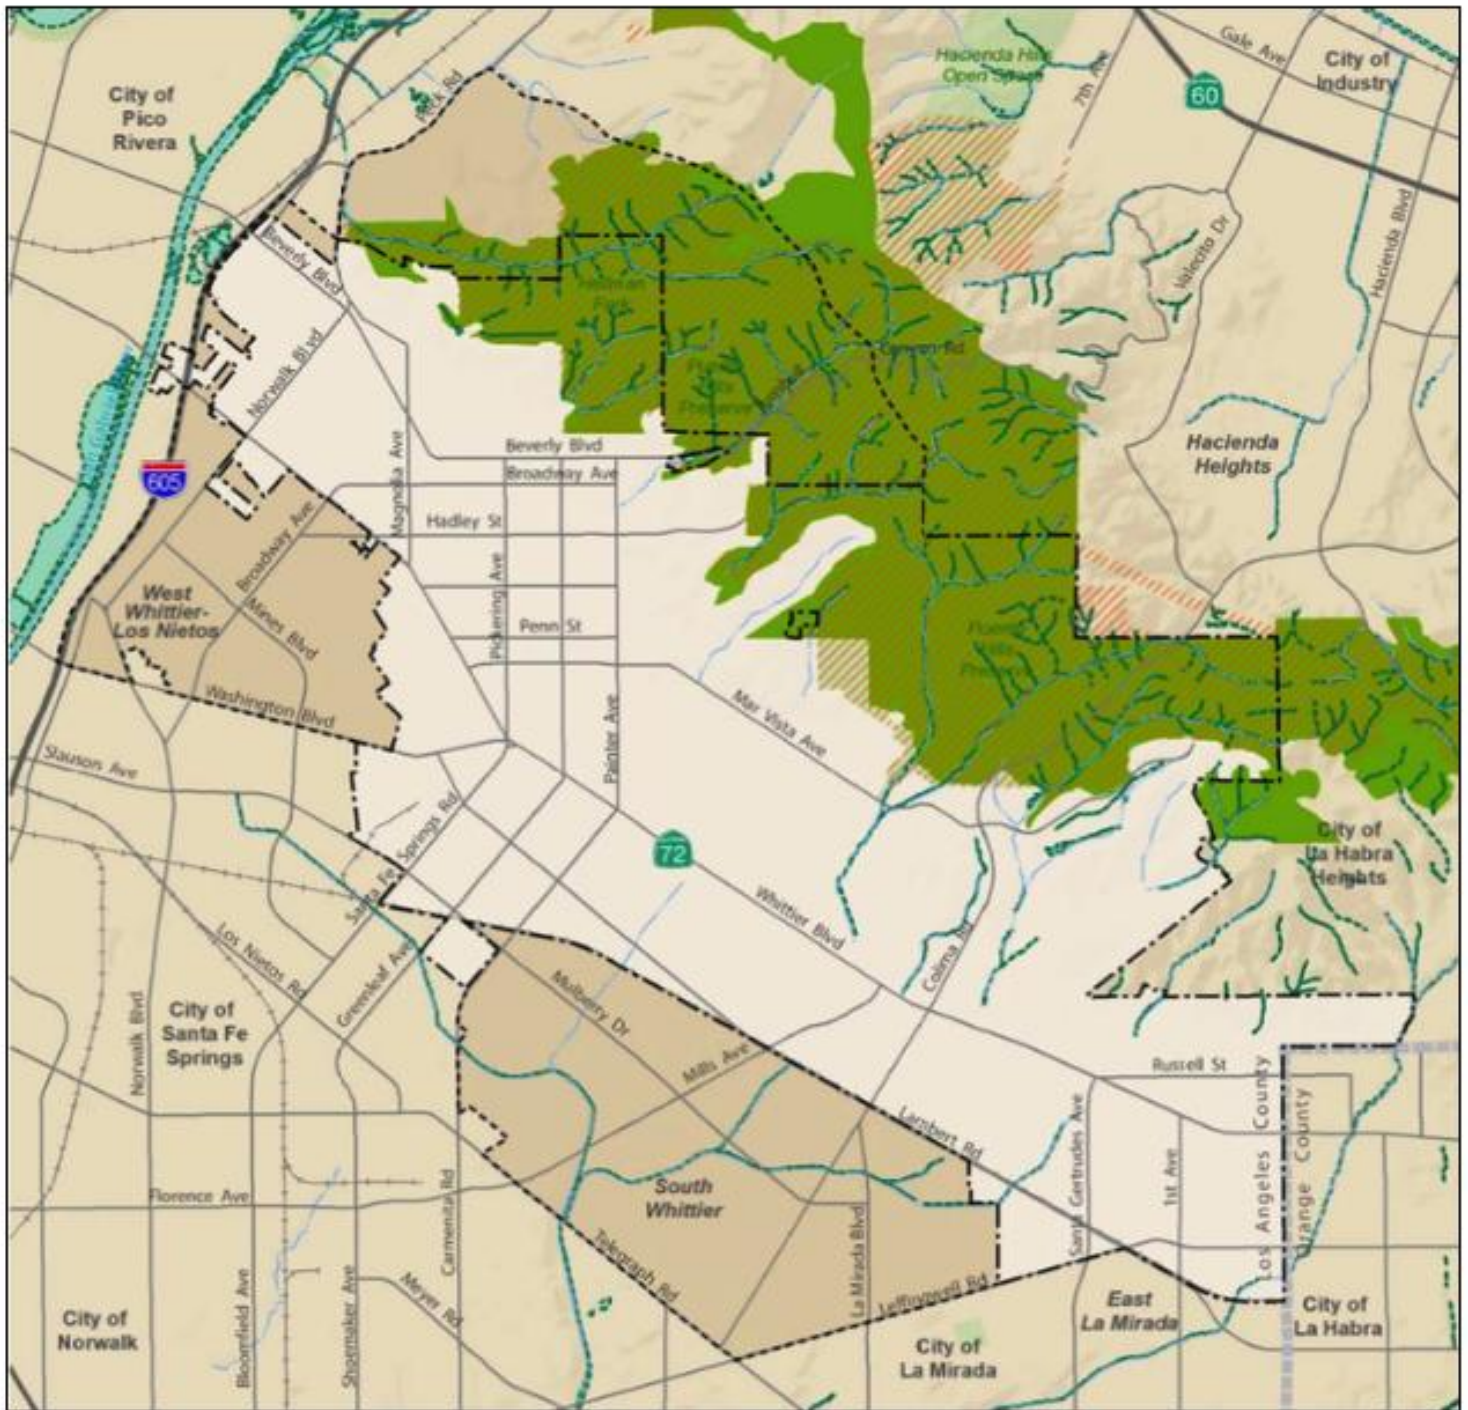 City of
Pico
Rivera
Peck Rd
Hacienda Hills
Open Space
7th Ave
60
Gale Ave
City of
Industry
Hacienda Blvd
Valecito Dr
Beverly Blvd
Norwalk Blvd
Hellman
Park
Preserve
Hacienda
Heights
605
Magnolia Ave
Beverly Blvd
Broadway Ave
Hadley St
Broadway Ave
Mines Blvd
West
Whittier-
Los Nietos
Pickering Ave
Penn St
Painter Ave
Mar Vista Ave
Washington Blvd
Slauson Ave
Santa Fe Springs Rd
72
Whittier Blvd
Colima Rd
City of
La Habra
Heights
Los Nietos Rd
Greenleaf Ave
Mulberry Dr
Mills Ave
Norwalk Blvd
City of
Santa Fe
Springs
Russell St
Lambert Rd
Santa Gertrudes Ave
1st Ave
Los Angeles County
Orange County
Florence Ave
Carmenita Rd
South
Whittier
Telegraph Rd
La Mirada Blvd
Leffingwell Rd
Bloomfield Ave
Shoemaker Ave
Meyer Rd
City of
Norwalk
City of
La Mirada
East
La Mirada
City of
La Habra